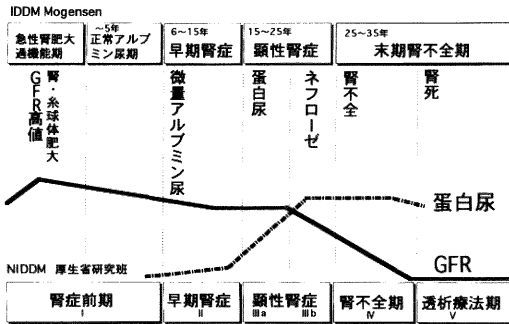 IDDM Mogensen
急性腎肥大
過機能期
～5年
正常アルブ
ミン尿期
6～15年
早期腎症
15～25年
顕性腎症
25～35年
末期腎不全期
腎・糸球体肥大
GFR高値
微量アルブミン尿
蛋白尿
ネフローゼ
腎不全
腎死
蛋白尿
GFR
NIDDM 厚生省研究班
腎症前期
I
早期腎症
II
顕性腎症
IIIa IIIb
腎不全期
IV
透析療法期
V